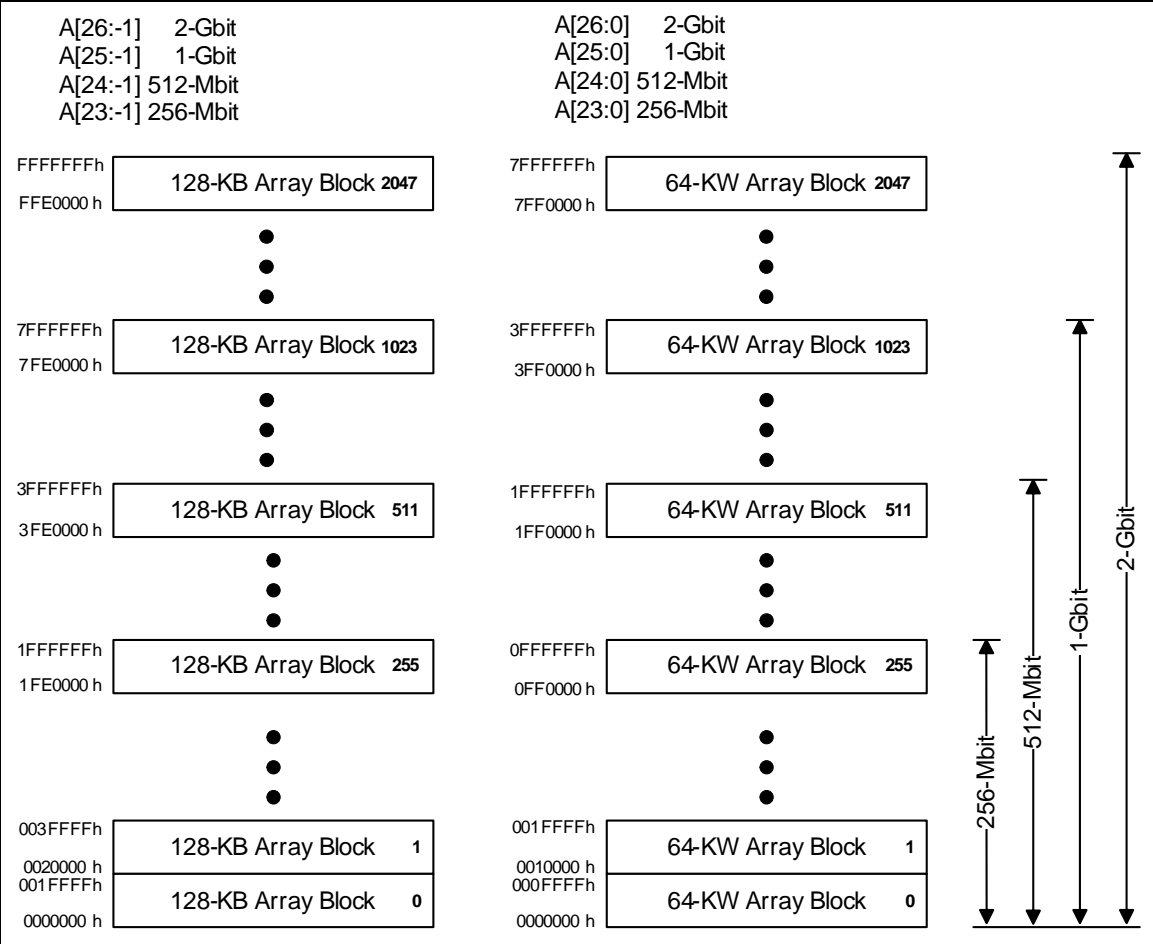 A[26:-1] 2-Gbit
A[25:-1] 1-Gbit
A[24:-1] 512-Mbit
A[23:-1] 256-Mbit
A[26:0] 2-Gbit
A[25:0] 1-Gbit
A[24:0] 512-Mbit
A[23:0] 256-Mbit
FFFFFFFh
128-KB Array Block 2047
FFE0000 h
7FFFFFFh
64-KW Array Block 2047
7FF0000 h
7FFFFFFh
128-KB Array Block 1023
7FE0000 h
3FFFFFFh
64-KW Array Block 1023
3FF0000 h
3FFFFFFh
128-KB Array Block 511
3FE0000 h
1FFFFFFh
64-KW Array Block 511
1FF0000 h
1FFFFFFh
128-KB Array Block 255
1FE0000 h
0FFFFFFh
64-KW Array Block 255
0FF0000 h
003FFFFh
128-KB Array Block 1
0020000 h
001FFFFh
128-KB Array Block 0
0000000 h
001FFFFh
64-KW Array Block 1
0010000 h
000FFFFh
64-KW Array Block 0
0000000 h
256-Mbit
512-Mbit
1-Gbit
2-Gbit